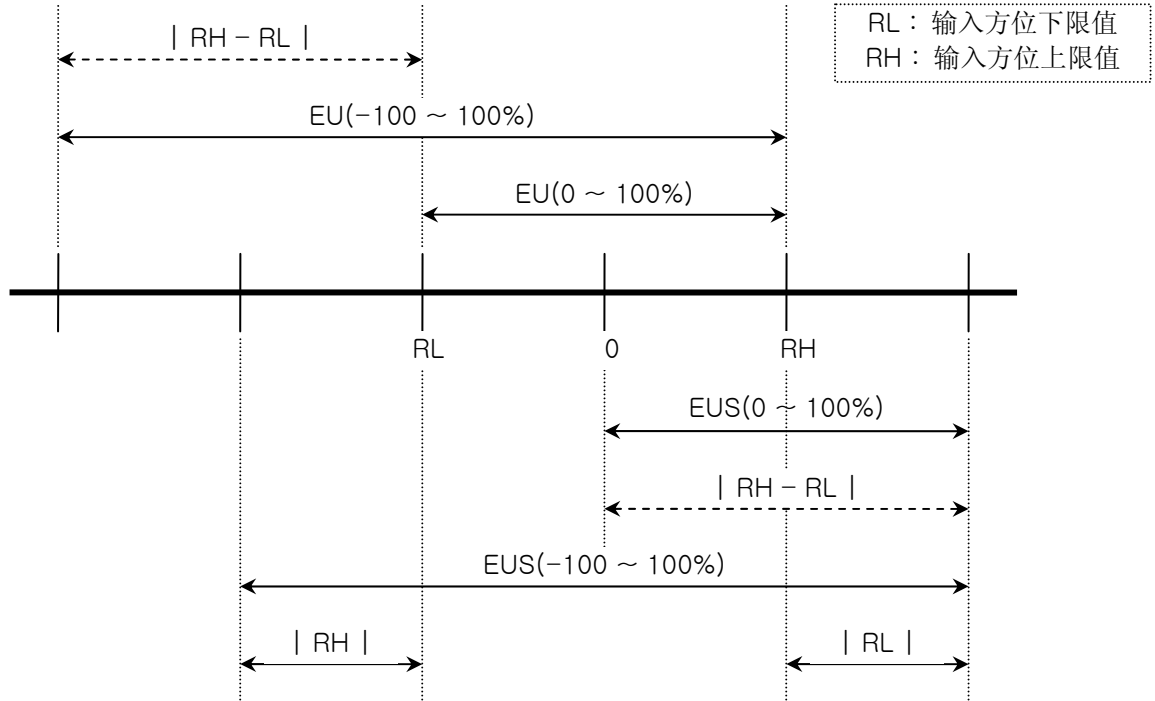 | RH − RL |
RL : 输入方位下限值
RH : 输入方位上限值
EU(−100 ~ 100%)
EU(0 ~ 100%)
RL 0 RH
EUS(0 ~ 100%)
| RH − RL |
EUS(−100 ~ 100%)
| RH | | RL |